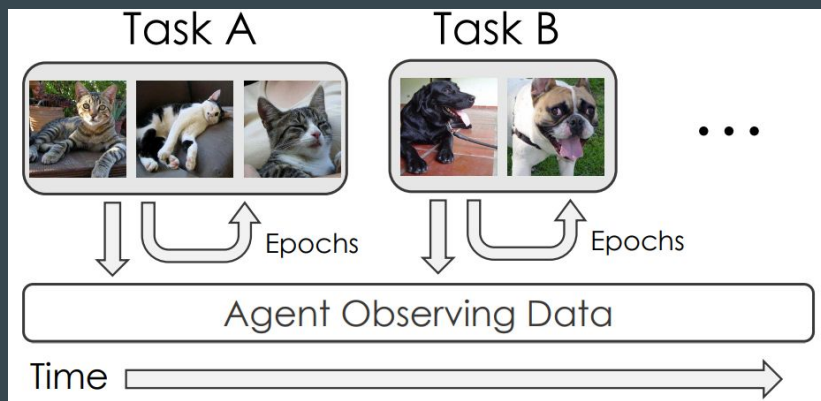 Task A
Task B
. . .
Epochs
Epochs
Agent Observing Data
Time